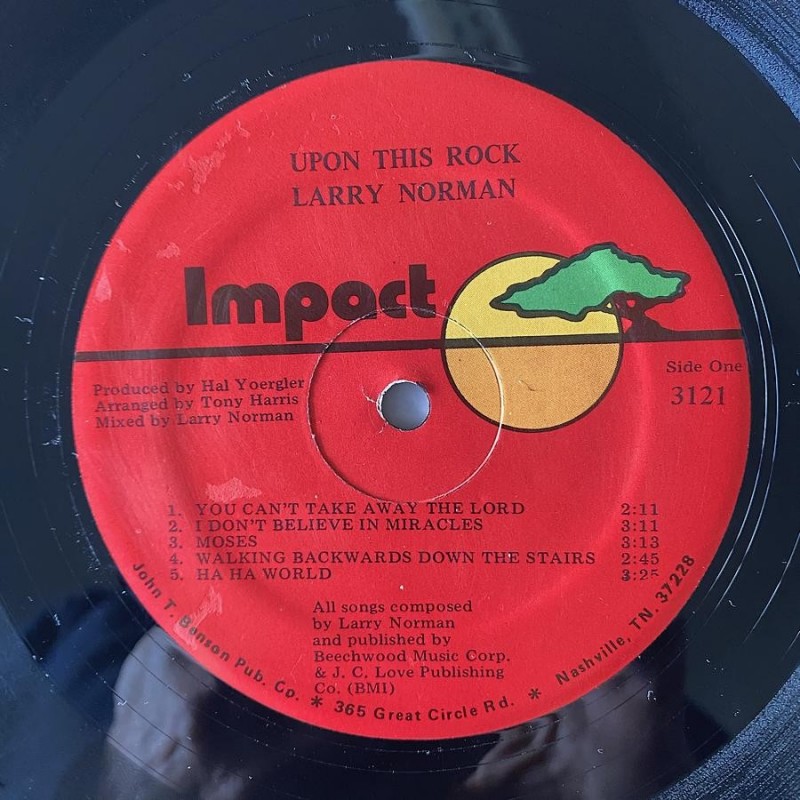 UPON THIS ROCK
LARRY NORMAN
Impact
Side One
3121
Produced by Hal Yoergler
Arranged by Tony Harris
Mixed by Larry Norman
1. YOU CAN'T TAKE AWAY THE LORD 2:11
2. I DON'T BELIEVE IN MIRACLES 3:11
3. MOSES 3:13
4. WALKING BACKWARDS DOWN THE STAIRS 2:45
5. HA HA WORLD 3:25
All songs composed
by Larry Norman
and published by
Beechwood Music Corp.
& J. C. Love Publishing
Co. (BMI)
John T. Benson Pub. Co. * 365 Great Circle Rd. * Nashville, TN. 37228